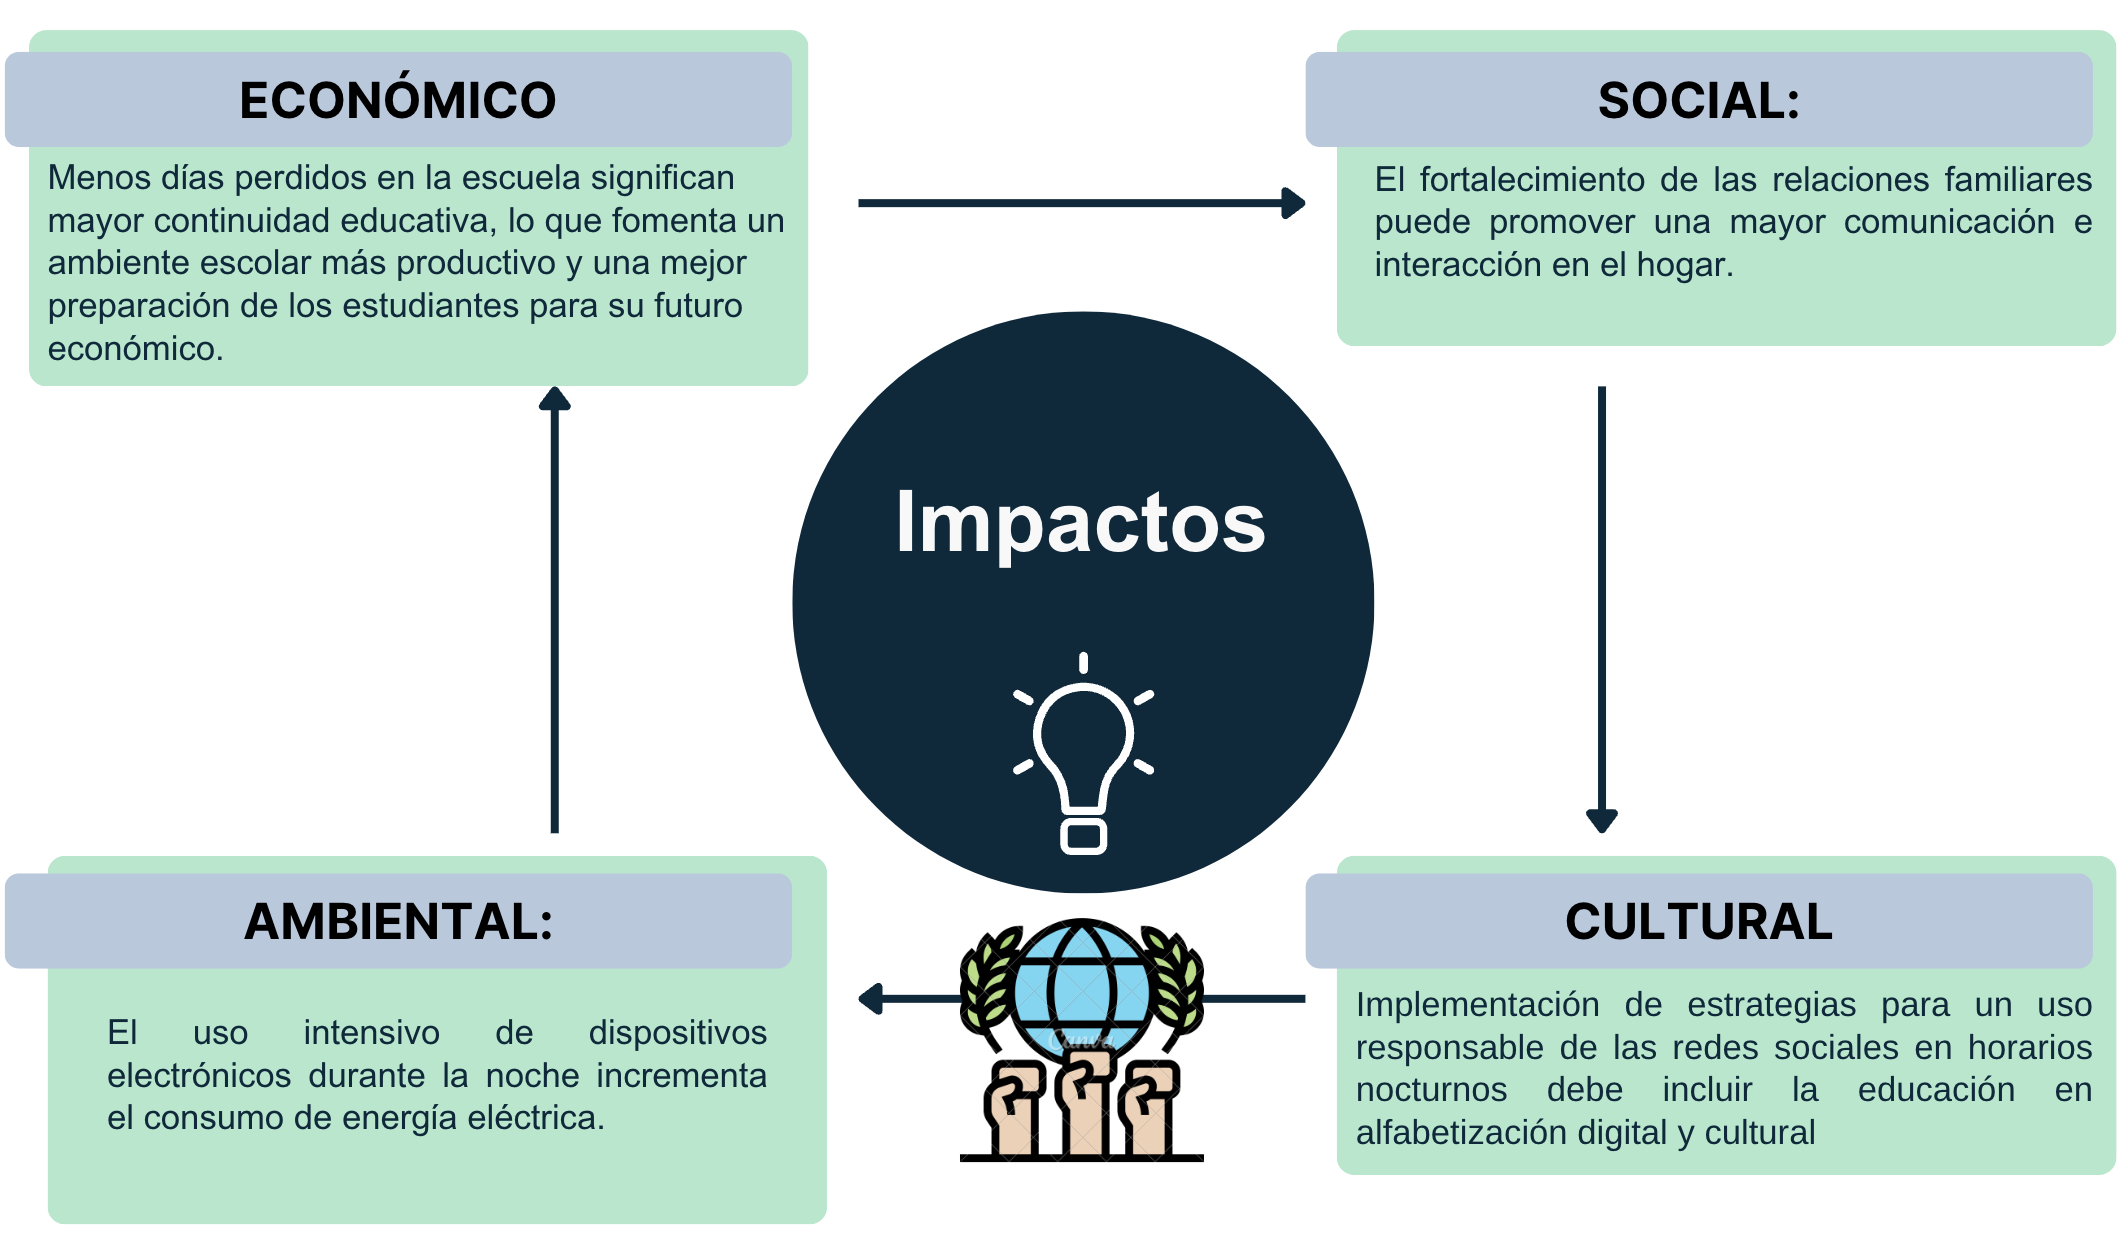 ECONÓMICO
Menos días perdidos en la escuela significan
mayor continuidad educativa, lo que fomenta un
ambiente escolar más productivo y una mejor
preparación de los estudiantes para su futuro
económico.
SOCIAL:
El fortalecimiento de las relaciones familiares
puede promover una mayor comunicación e
interacción en el hogar.
Impactos
AMBIENTAL:
El uso intensivo de dispositivos
electrónicos durante la noche incrementa
el consumo de energía eléctrica.
Canva
CULTURAL
Implementación de estrategias para un uso
responsable de las redes sociales en horarios
nocturnos debe incluir la educación en
alfabetización digital y cultural